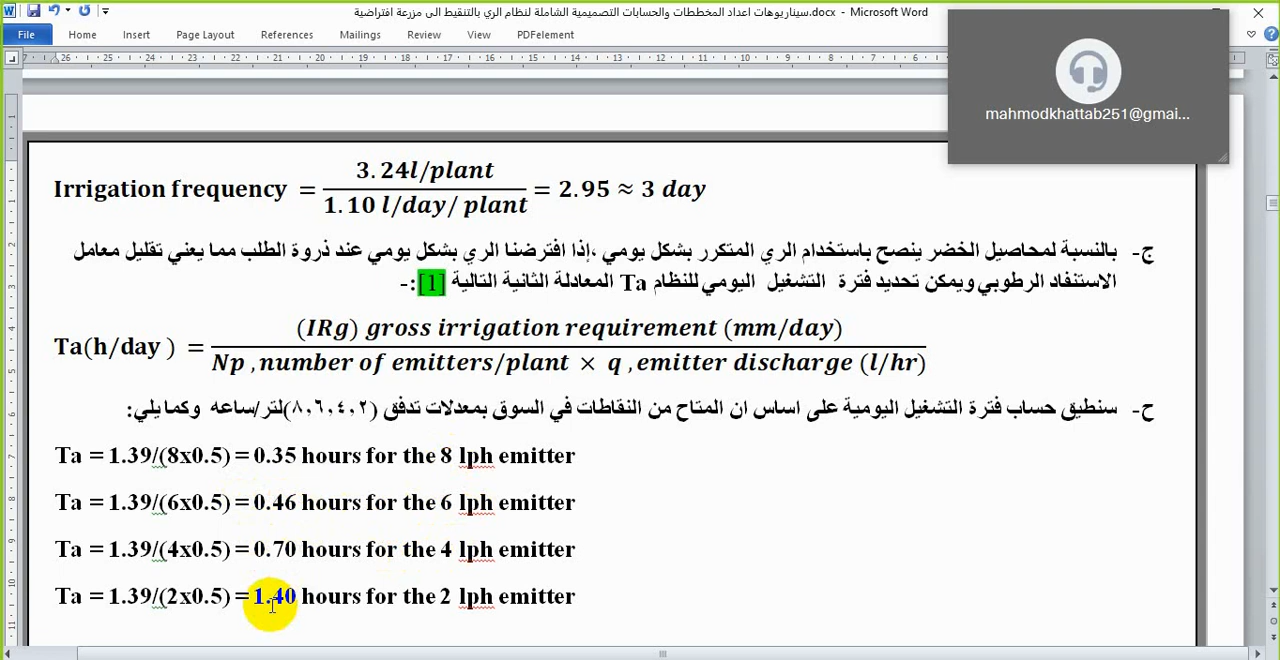 سيناريوهات اعداد المخططات والحسابات التصميمية الشاملة لنظام الري بالتنقيط الى مزرعة افتراضية.docx - Microsoft Word
File Home Insert Page Layout References Mailings Review View PDFelement
mahmodkhattab251@gmai...
Irrigation frequency = 3.24l/plant / 1.10 l/day/ plant = 2.95 ≈ 3 day
ج- بالنسبة لمحاصيل الخضر ينصح باستخدام الري المتكرر بشكل يومي ،إذا افترضنا الري بشكل يومي عند ذروة الطلب مما يعني تقليل معامل
الاستنفاد الرطوبي ويمكن تحديد فترة التشغيل اليومي للنظام Ta المعادلة الثانية التالية [1] :-
Ta(h/day ) = (IRg) gross irrigation requirement (mm/day) / Np ,number of emitters/plant × q ,emitter discharge (l/hr)
ح- سنطيق حساب فترة التشغيل اليومية على اساس ان المتاح من النقاطات في السوق بمعدلات تدفق (٨,٦,٤,٢)لتر/ساعه وكمايلي:
Ta = 1.39/(8x0.5) = 0.35 hours for the 8 lph emitter
Ta = 1.39/(6x0.5) = 0.46 hours for the 6 lph emitter
Ta = 1.39/(4x0.5) = 0.70 hours for the 4 lph emitter
Ta = 1.39/(2x0.5) = 1.40 hours for the 2 lph emitter